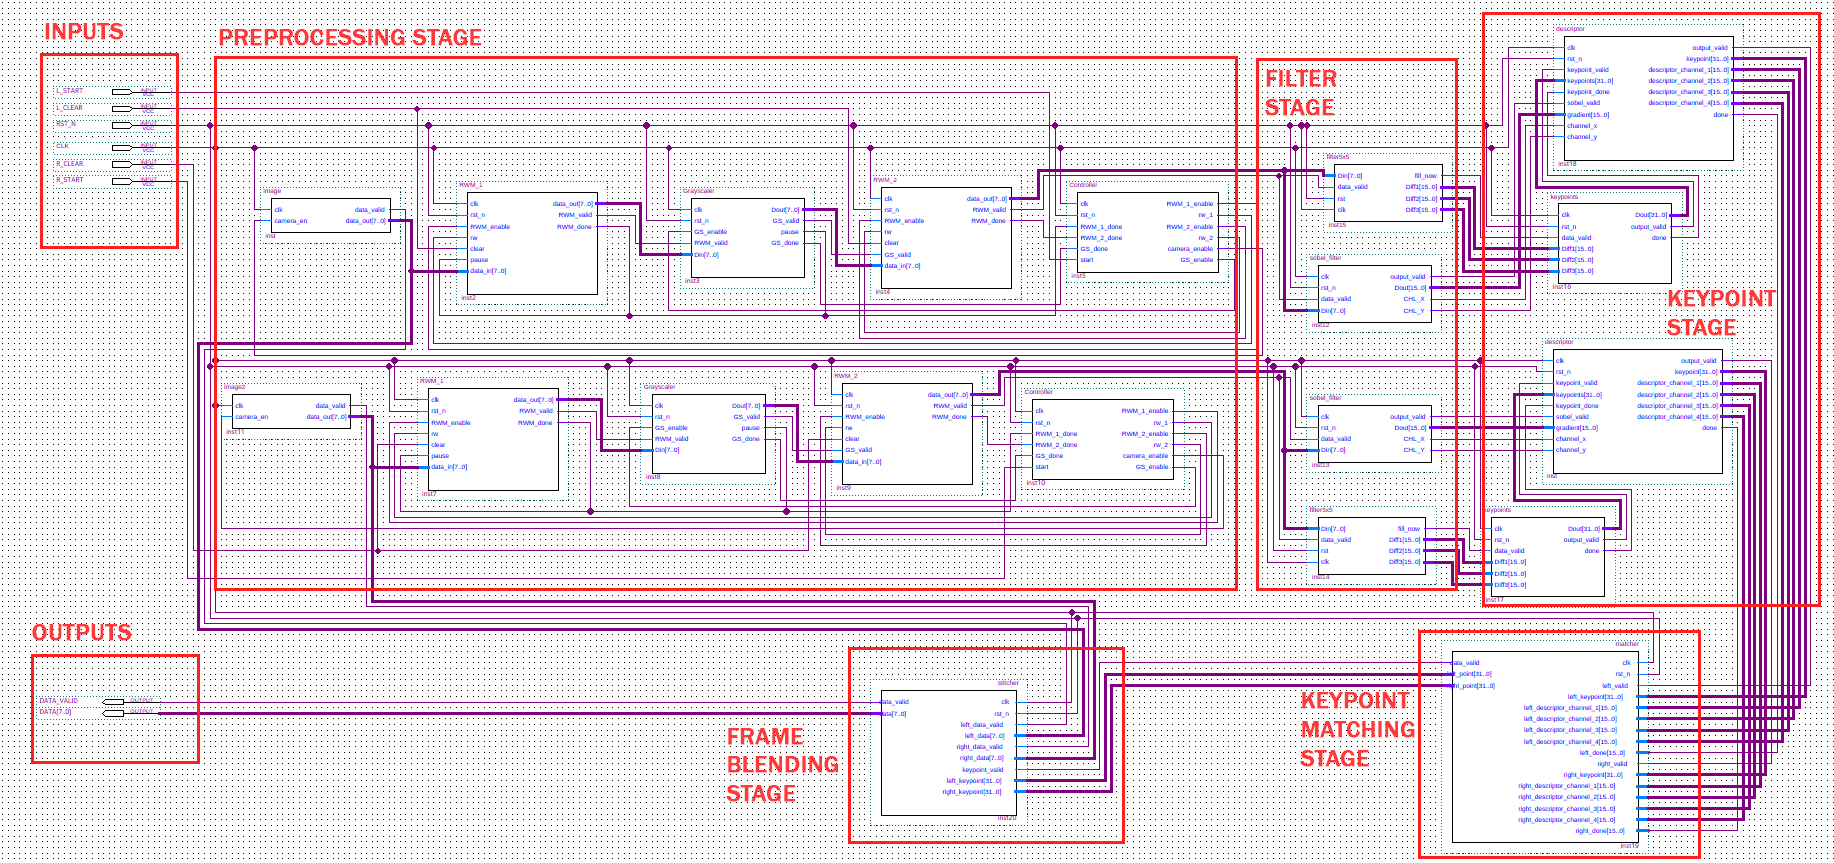 INPUTS
L_START
INPUT
VCC
L_CLEAR
INPUT
VCC
RST_N
INPUT
VCC
CLK
INPUT
VCC
R_CLEAR
INPUT
VCC
R_START
INPUT
VCC
PREPROCESSING STAGE
image
clk
camera_en
data_valid
data_out[7..0]
inst
RWM_1
clk
rst_n
RWM_enable
rw
clear
pause
data_in[7..0]
data_out[7..0]
RWM_valid
RWM_done
inst2
Grayscaler
clk
rst_n
GS_enable
RWM_valid
Din[7..0]
Dout[7..0]
GS_valid
pause
GS_done
inst3
RWM_2
clk
rst_n
RWM_enable
rw
clear
GS_valid
data_in[7..0]
data_out[7..0]
RWM_valid
RWM_done
inst4
Controller
clk
rst_n
RWM_1_done
RWM_2_done
GS_done
start
RWM_1_enable
rw_1
RWM_2_enable
rw_2
camera_enable
GS_enable
inst5
image2
clk
camera_en
data_valid
data_out[7..0]
inst11
RWM_1
clk
rst_n
RWM_enable
rw
clear
pause
data_in[7..0]
data_out[7..0]
RWM_valid
RWM_done
inst7
Grayscaler
clk
rst_n
GS_enable
RWM_valid
Din[7..0]
Dout[7..0]
GS_valid
pause
GS_done
inst8
RWM_2
clk
rst_n
RWM_enable
rw
clear
GS_valid
data_in[7..0]
data_out[7..0]
RWM_valid
RWM_done
inst9
Controller
clk
rst_n
RWM_1_done
RWM_2_done
GS_done
start
RWM_1_enable
rw_1
RWM_2_enable
rw_2
camera_enable
GS_enable
inst10
FILTER
STAGE
filter5x5
Din[7..0]
data_valid
rst
clk
fill_now
Diff1[15..0]
Diff2[15..0]
Diff3[15..0]
inst15
sobel_filter
clk
rst_n
data_valid
Din[7..0]
output_valid
Dout[15..0]
CHL_X
CHL_Y
inst12
sobel_filter
clk
rst_n
data_valid
Din[7..0]
output_valid
Dout[15..0]
CHL_X
CHL_Y
inst13
filter5x5
Din[7..0]
data_valid
rst
clk
fill_now
Diff1[15..0]
Diff2[15..0]
Diff3[15..0]
inst14
descriptor
clk
rst_n
keypoint_valid
keypoints[31..0]
keypoint_done
sobel_valid
gradient[15..0]
channel_x
channel_y
output_valid
keypoint[31..0]
descriptor_channel_1[15..0]
descriptor_channel_2[15..0]
descriptor_channel_3[15..0]
descriptor_channel_4[15..0]
done
inst18
keypoints
clk
rst_n
data_valid
Diff1[15..0]
Diff2[15..0]
Diff3[15..0]
Dout[31..0]
output_valid
done
inst16
KEYPOINT
STAGE
descriptor
clk
rst_n
keypoint_valid
keypoints[31..0]
keypoint_done
sobel_valid
gradient[15..0]
channel_x
channel_y
output_valid
keypoint[31..0]
descriptor_channel_1[15..0]
descriptor_channel_2[15..0]
descriptor_channel_3[15..0]
descriptor_channel_4[15..0]
done
inst
keypoints
clk
rst_n
data_valid
Diff1[15..0]
Diff2[15..0]
Diff3[15..0]
Dout[31..0]
output_valid
done
inst17
OUTPUTS
DATA_VALID
OUTPUT
DATA[7..0]
OUTPUT
FRAME
BLENDING
STAGE
stitcher
data_valid
data[7..0]
clk
rst_n
left_data_valid
left_data[7..0]
right_data_valid
right_data[7..0]
keypoint_valid
left_keypoint[31..0]
right_keypoint[31..0]
inst20
KEYPOINT
MATCHING
STAGE
matcher
data_valid
clk
rst_n
left_valid
left_keypoint[31..0]
left_descriptor_channel_1[15..0]
left_descriptor_channel_2[15..0]
left_descriptor_channel_3[15..0]
left_descriptor_channel_4[15..0]
left_done[15..0]
right_valid
right_keypoint[31..0]
right_descriptor_channel_1[15..0]
right_descriptor_channel_2[15..0]
right_descriptor_channel_3[15..0]
right_descriptor_channel_4[15..0]
right_done[15..0]
inst19